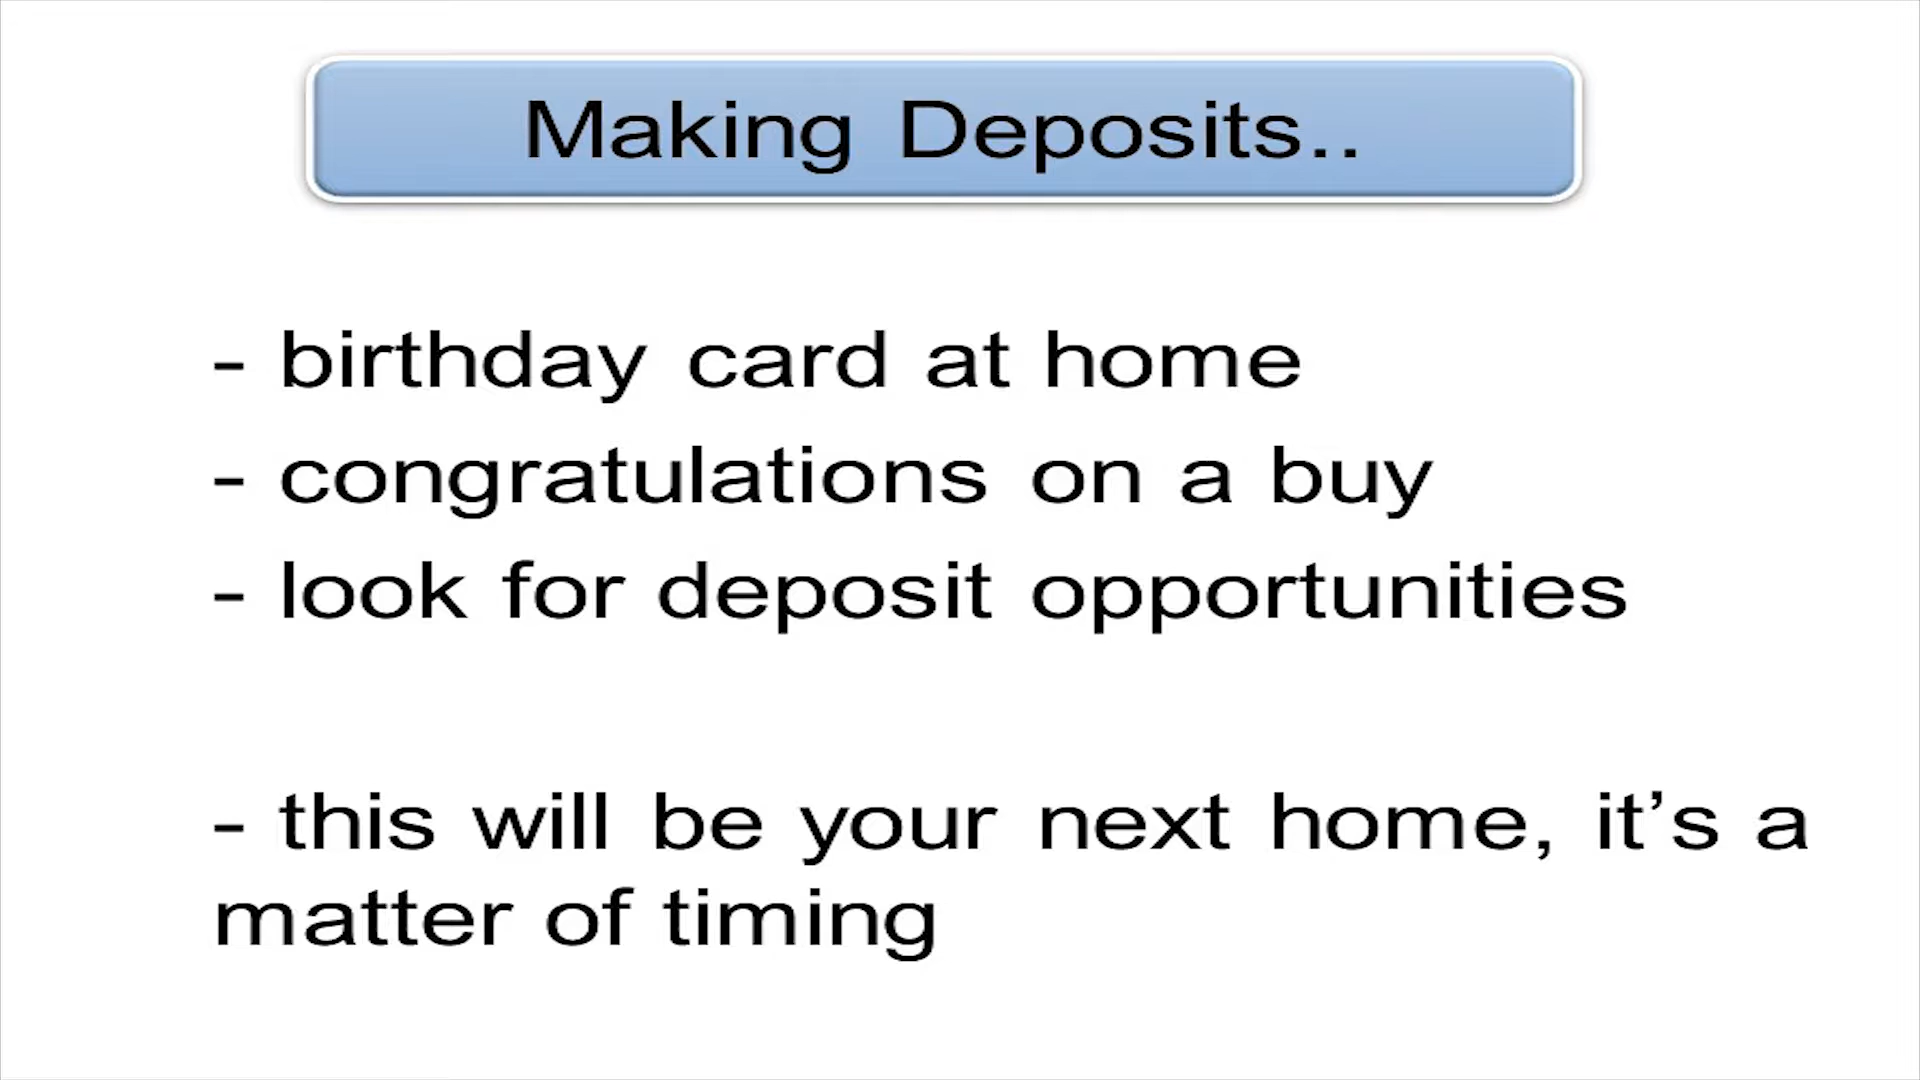 Making Deposits..
- birthday card at home
- congratulations on a buy
- look for deposit opportunities
- this will be your next home, it’s a
matter of timing